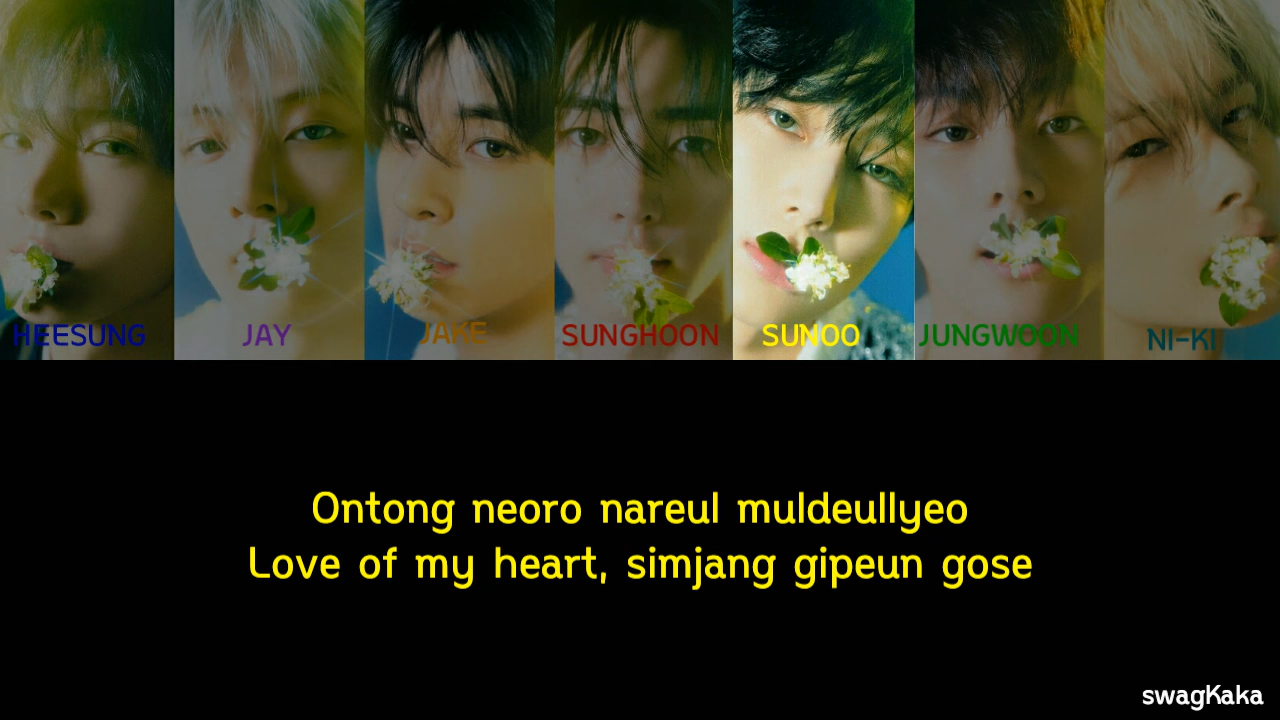 HEESUNG JAY JAKE SUNGHOON SUNOO JUNGWOON NI-KI
Ontong neoro nareul muldeullyeo
Love of my heart, simjang gipeun gose
swagKaka